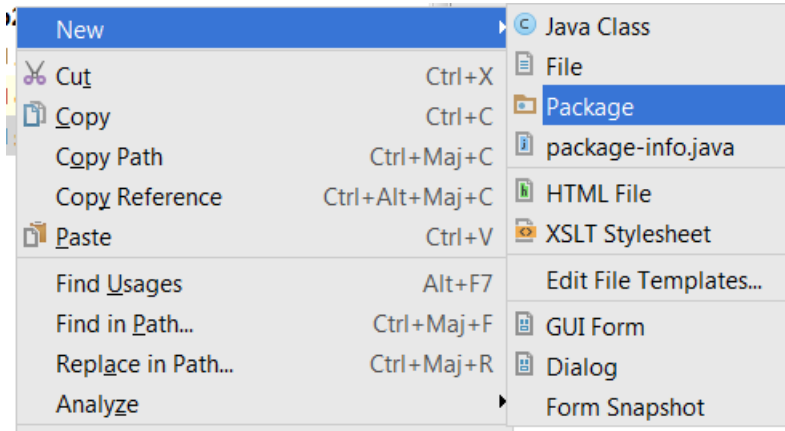 New
Cut Ctrl+X
Copy Ctrl+C
Copy Path Ctrl+Maj+C
Copy Reference Ctrl+Alt+Maj+C
Paste Ctrl+V
Find Usages Alt+F7
Find in Path... Ctrl+Maj+F
Replace in Path... Ctrl+Maj+R
Analyze
Java Class
File
Package
package-info.java
HTML File
XSLT Stylesheet
Edit File Templates...
GUI Form
Dialog
Form Snapshot